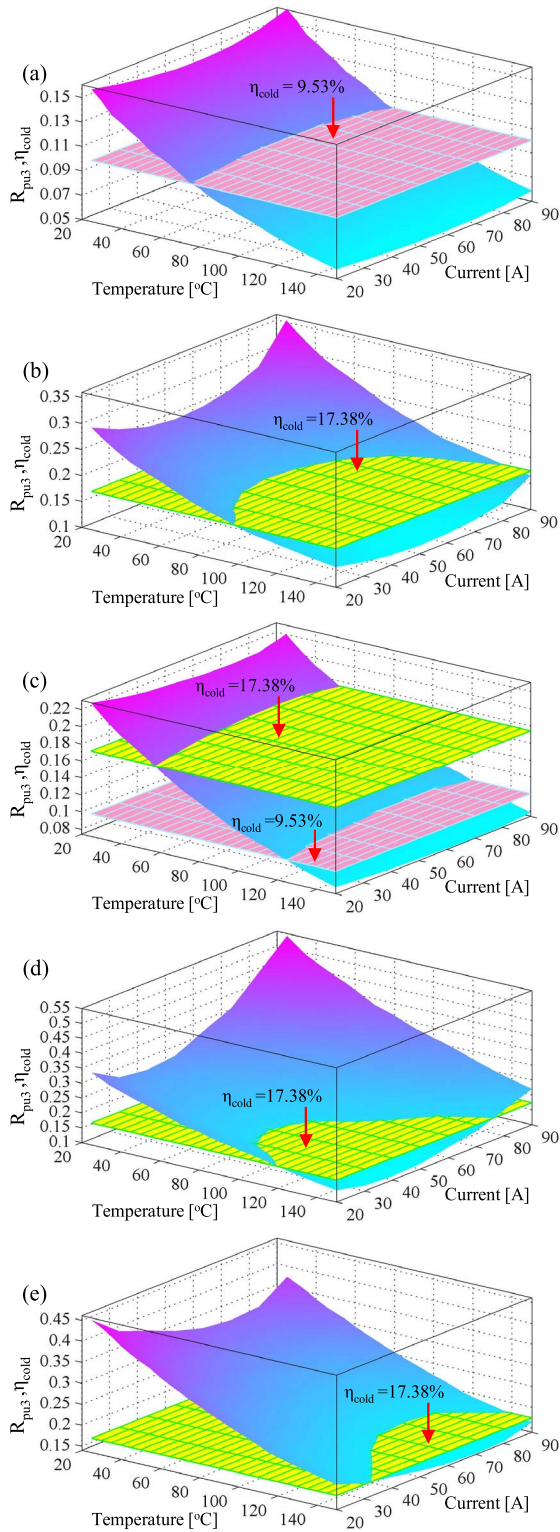 (a)
η_cold = 9.53%
R_pu3 ,η_cold
0.15
0.13
0.11
0.09
0.07
0.05
20 40 60 80 100 120 140
Temperature [°C]
20 30 40 50 60 70 80 90
Current [A]
(b)
η_cold =17.38%
R_pu3 ,η_cold
0.35
0.3
0.25
0.2
0.15
0.1
20 40 60 80 100 120 140
Temperature [°C]
20 30 40 50 60 70 80 90
Current [A]
(c)
η_cold =17.38%
η_cold =9.53%
R_pu3 ,η_cold
0.22
0.2
0.18
0.16
0.14
0.12
0.1
0.08
20 40 60 80 100 120 140
Temperature [°C]
20 30 40 50 60 70 80 90
Current [A]
(d)
η_cold =17.38%
R_pu3 ,η_cold
0.55
0.5
0.45
0.4
0.35
0.3
0.25
0.2
0.15
0.1
20 40 60 80 100 120 140
Temperature [°C]
20 30 40 50 60 70 80 90
Current [A]
(e)
η_cold =17.38%
R_pu3 ,η_cold
0.45
0.4
0.35
0.3
0.25
0.2
0.15
20 40 60 80 100 120 140
Temperature [°C]
20 30 40 50 60 70 80 90
Current [A]